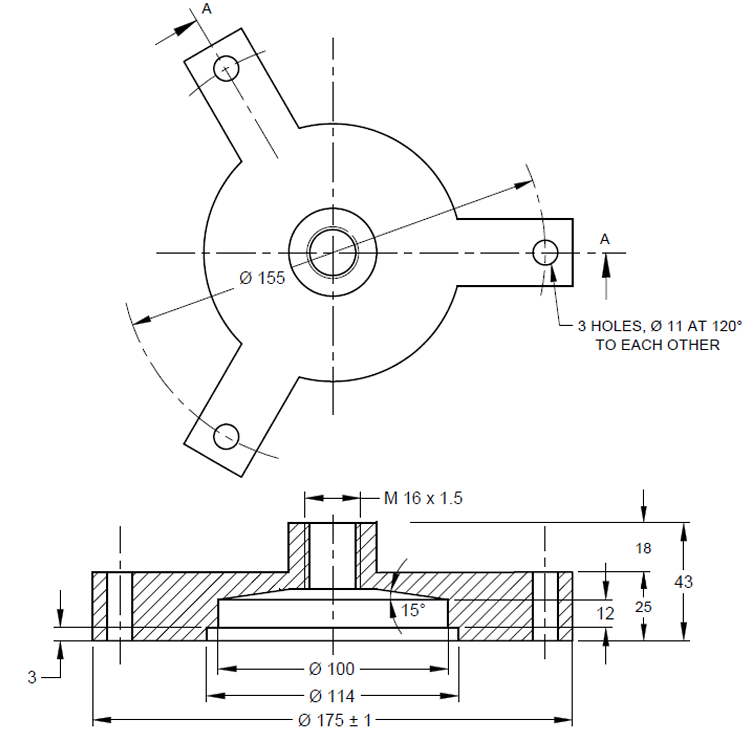 A
Ø 155
A
3 HOLES, Ø 11 AT 120°
TO EACH OTHER
M 16 x 1.5
18
43
15°
12
25
3
Ø 100
Ø 114
Ø 175 ± 1